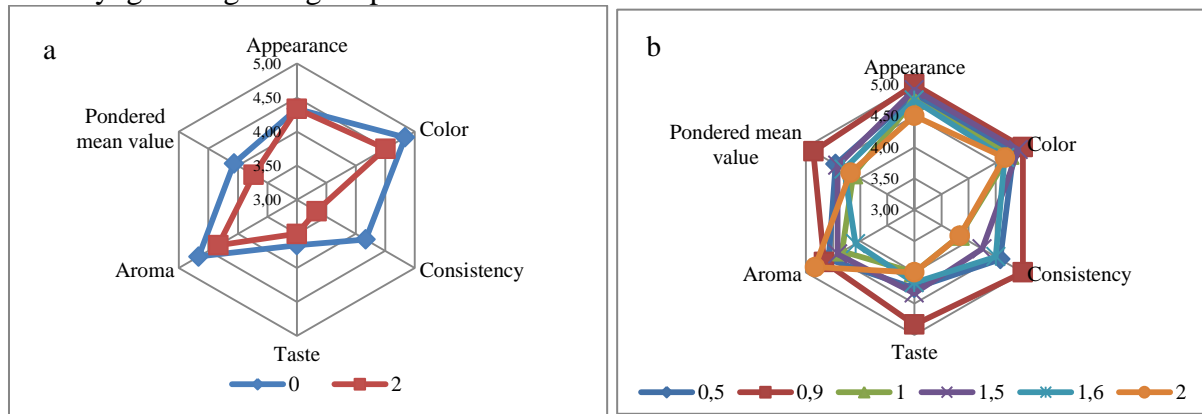 a
Appearance
5,00
4,50
4,00
3,50
3,00
Color
Consistency
Taste
Aroma
Pondered
mean value
0 2
b
Appearance
5,00
4,50
4,00
3,50
3,00
Color
Consistency
Taste
Aroma
Pondered mean
value
0,5 0,9 1 1,5 1,6 2